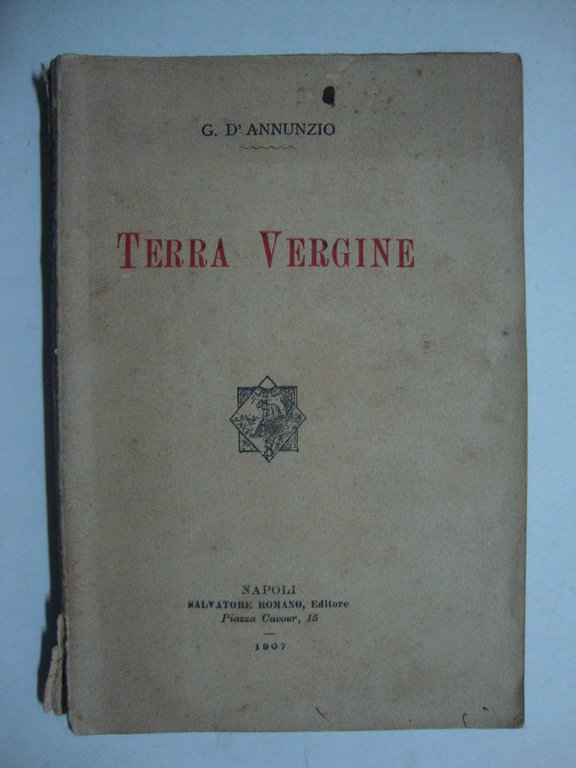 G. D' ANNUNZIO
TERRA VERGINE
NAPOLI
SALVATORE ROMANO, Editore
Piazza Cavour, 15
1907